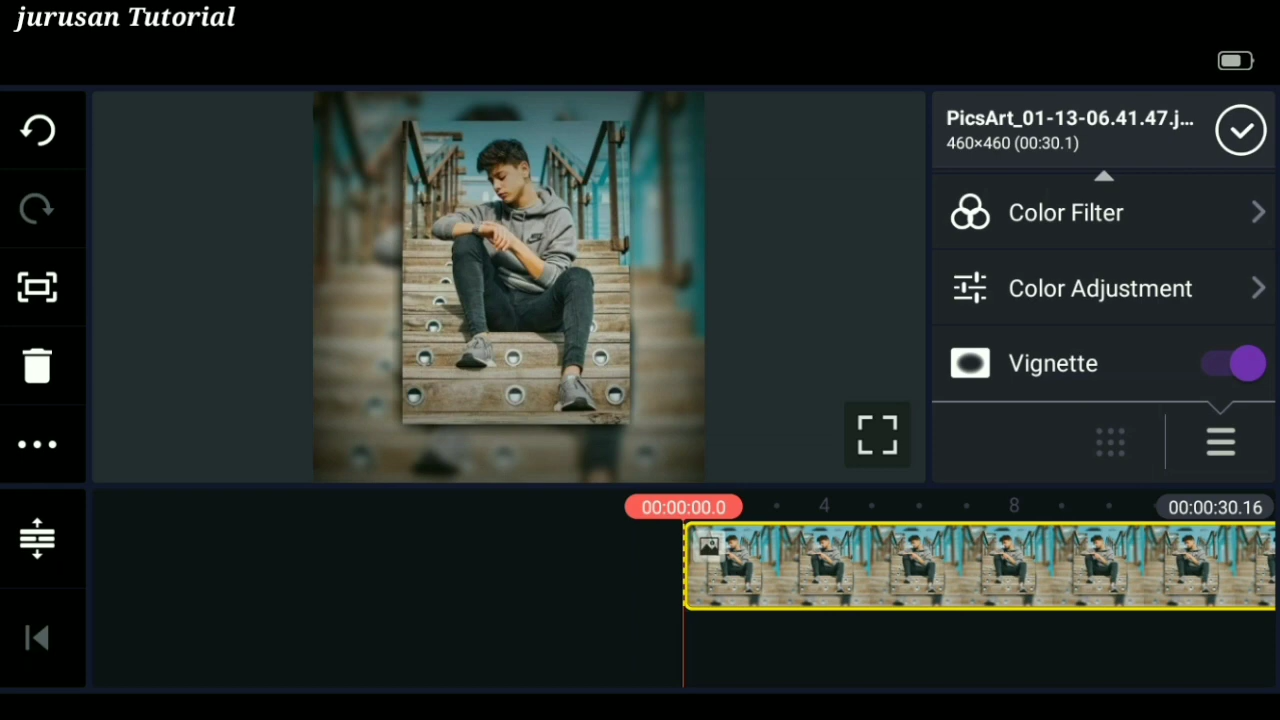 jurusan Tutorial
PicsArt_01-13-06.41.47.j...
460×460 (00:30.1)
Color Filter
Color Adjustment
Vignette
00:00:00.0
4
8
00:00:30.16